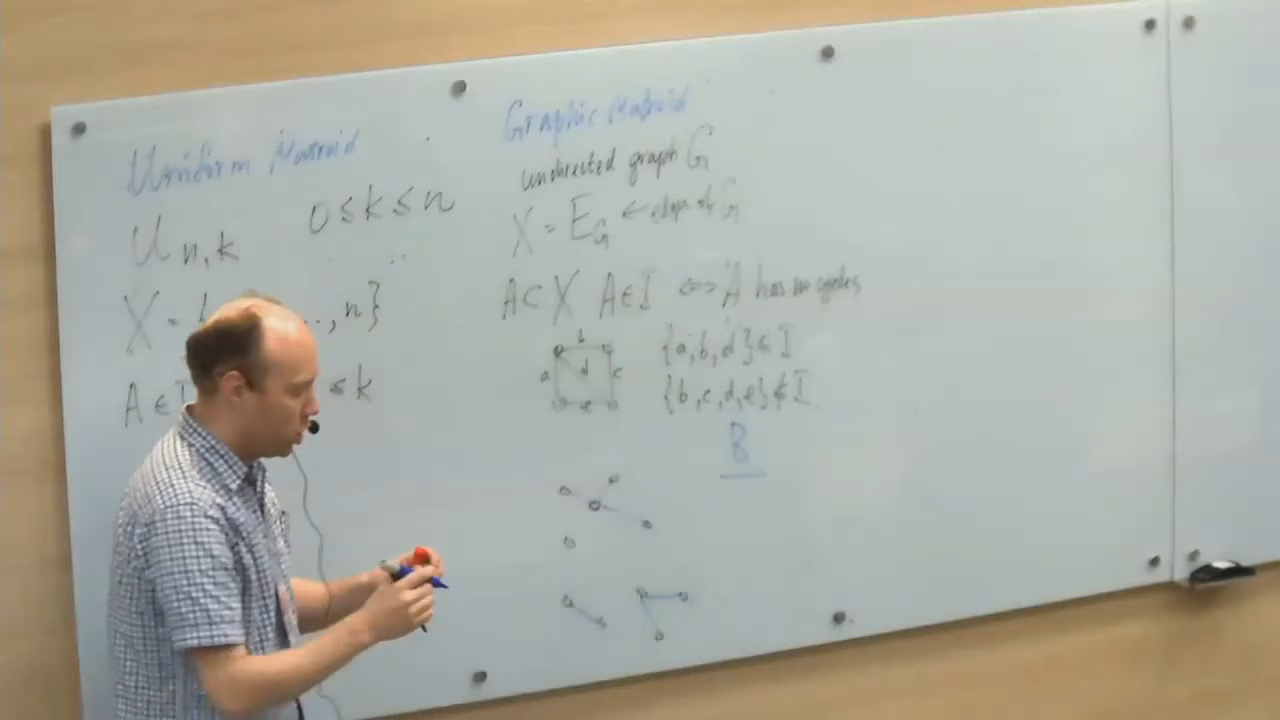 Uniform Matroid
U n,k 0 ≤ k ≤ n
X = { .., n}
A ∈ I ≤ k
Graphic Matroid
undirected graph G
X = E_G ← edges of G
A ⊂ X A ∈ I ⇔ A has no cycles
b
a d c
e
{a, b, d} ∈ I
{b, c, d, e} ∉ I
B